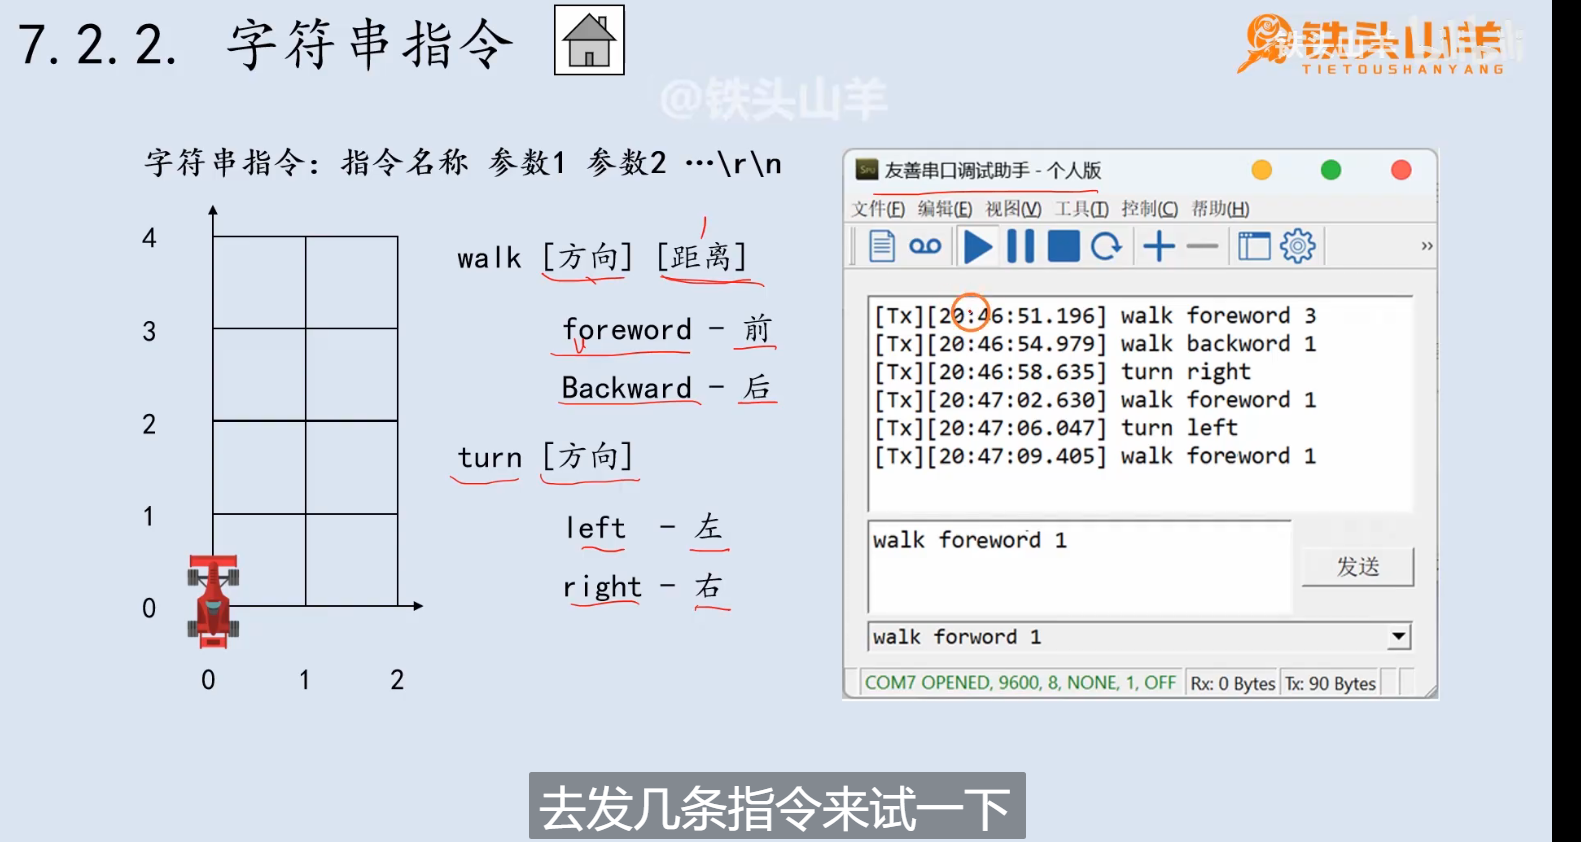 7.2.2. 字符串指令
铁头山羊
TIETOUSHANYANG
@铁头山羊
字符串指令: 指令名称 参数1 参数2 …\r\n
4
3
2
1
0
0 1 2
walk [方向] [距离]
foreword - 前
Backward - 后
turn [方向]
left - 左
right - 右
友善串口调试助手 - 个人版
文件(F) 编辑(E) 视图(V) 工具(T) 控制(C) 帮助(H)
[Tx][20:46:51.196] walk foreword 3
[Tx][20:46:54.979] walk backword 1
[Tx][20:46:58.635] turn right
[Tx][20:47:02.630] walk foreword 1
[Tx][20:47:06.047] turn left
[Tx][20:47:09.405] walk foreword 1
walk foreword 1
发送
walk forword 1
COM7 OPENED, 9600, 8, NONE, 1, OFF Rx: 0 Bytes Tx: 90 Bytes
去发几条指令来试一下